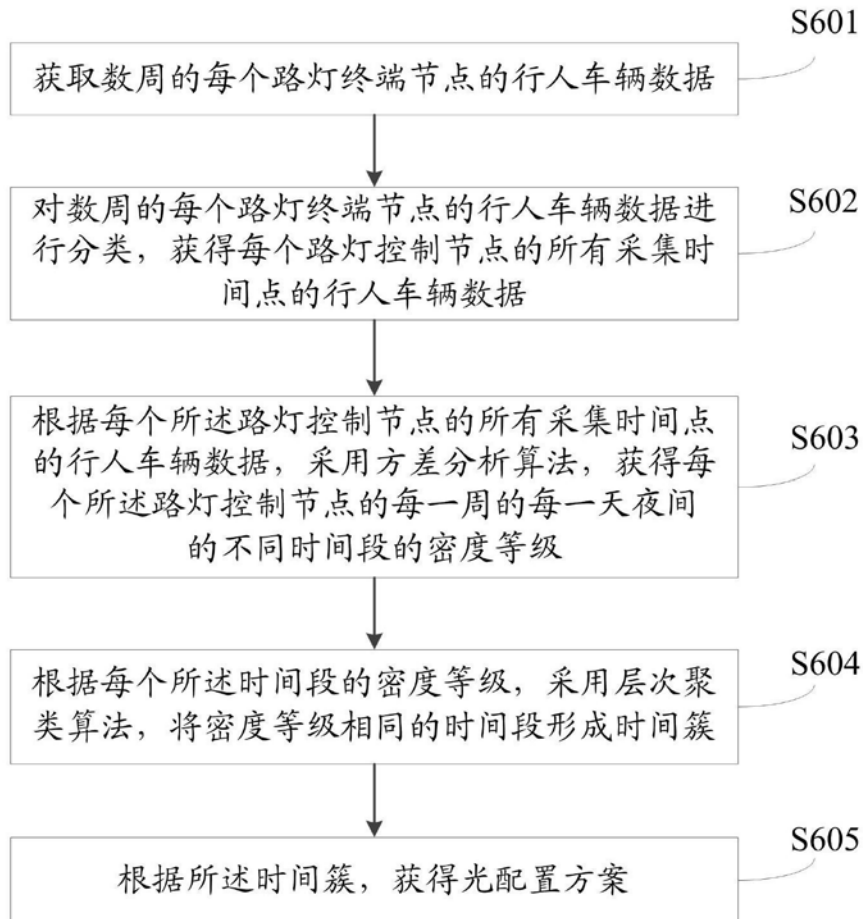 S601
获取数周的每个路灯终端节点的行人车辆数据
S602
对数周的每个路灯终端节点的行人车辆数据进
行分类，获得每个路灯控制节点的所有采集时
间点的行人车辆数据
S603
根据每个所述路灯控制节点的所有采集时间点
的行人车辆数据，采用方差分析算法，获得每
个所述路灯控制节点的每一周的每一天夜间
的不同时间段的密度等级
S604
根据每个所述时间段的密度等级，采用层次聚
类算法，将密度等级相同的时间段形成时间簇
S605
根据所述时间簇，获得光配置方案